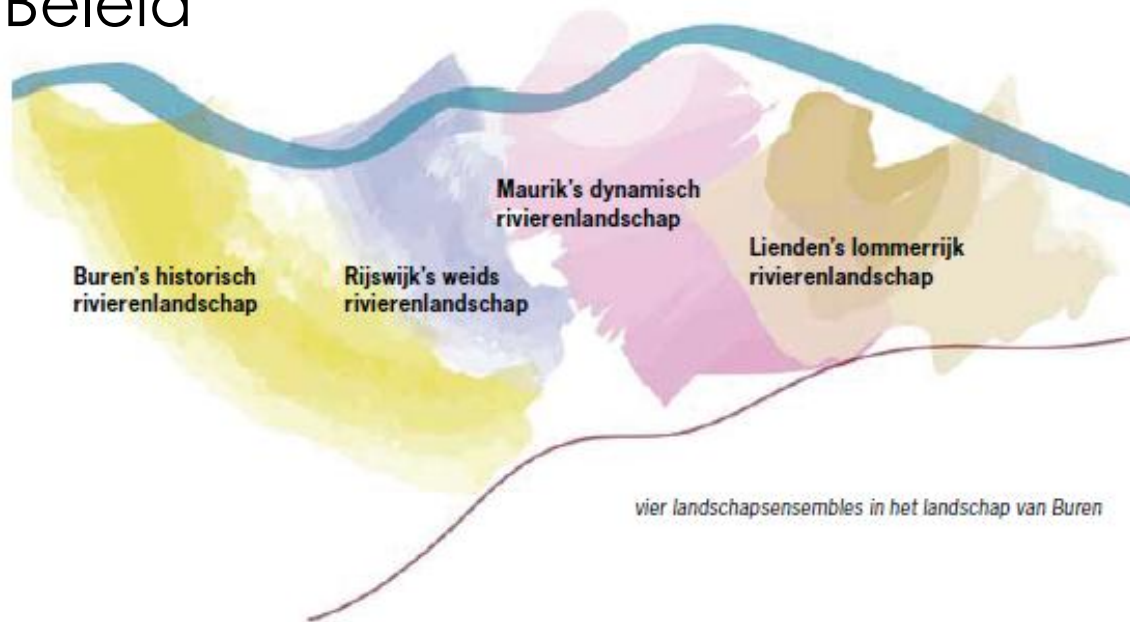 Beleid
Maurik's dynamisch
rivierenlandschap
Buren's historisch
rivierenlandschap
Rijswijk's weids
rivierenlandschap
Lienden's lommerrijk
rivierenlandschap
vier landschapsensembles in het landschap van Buren